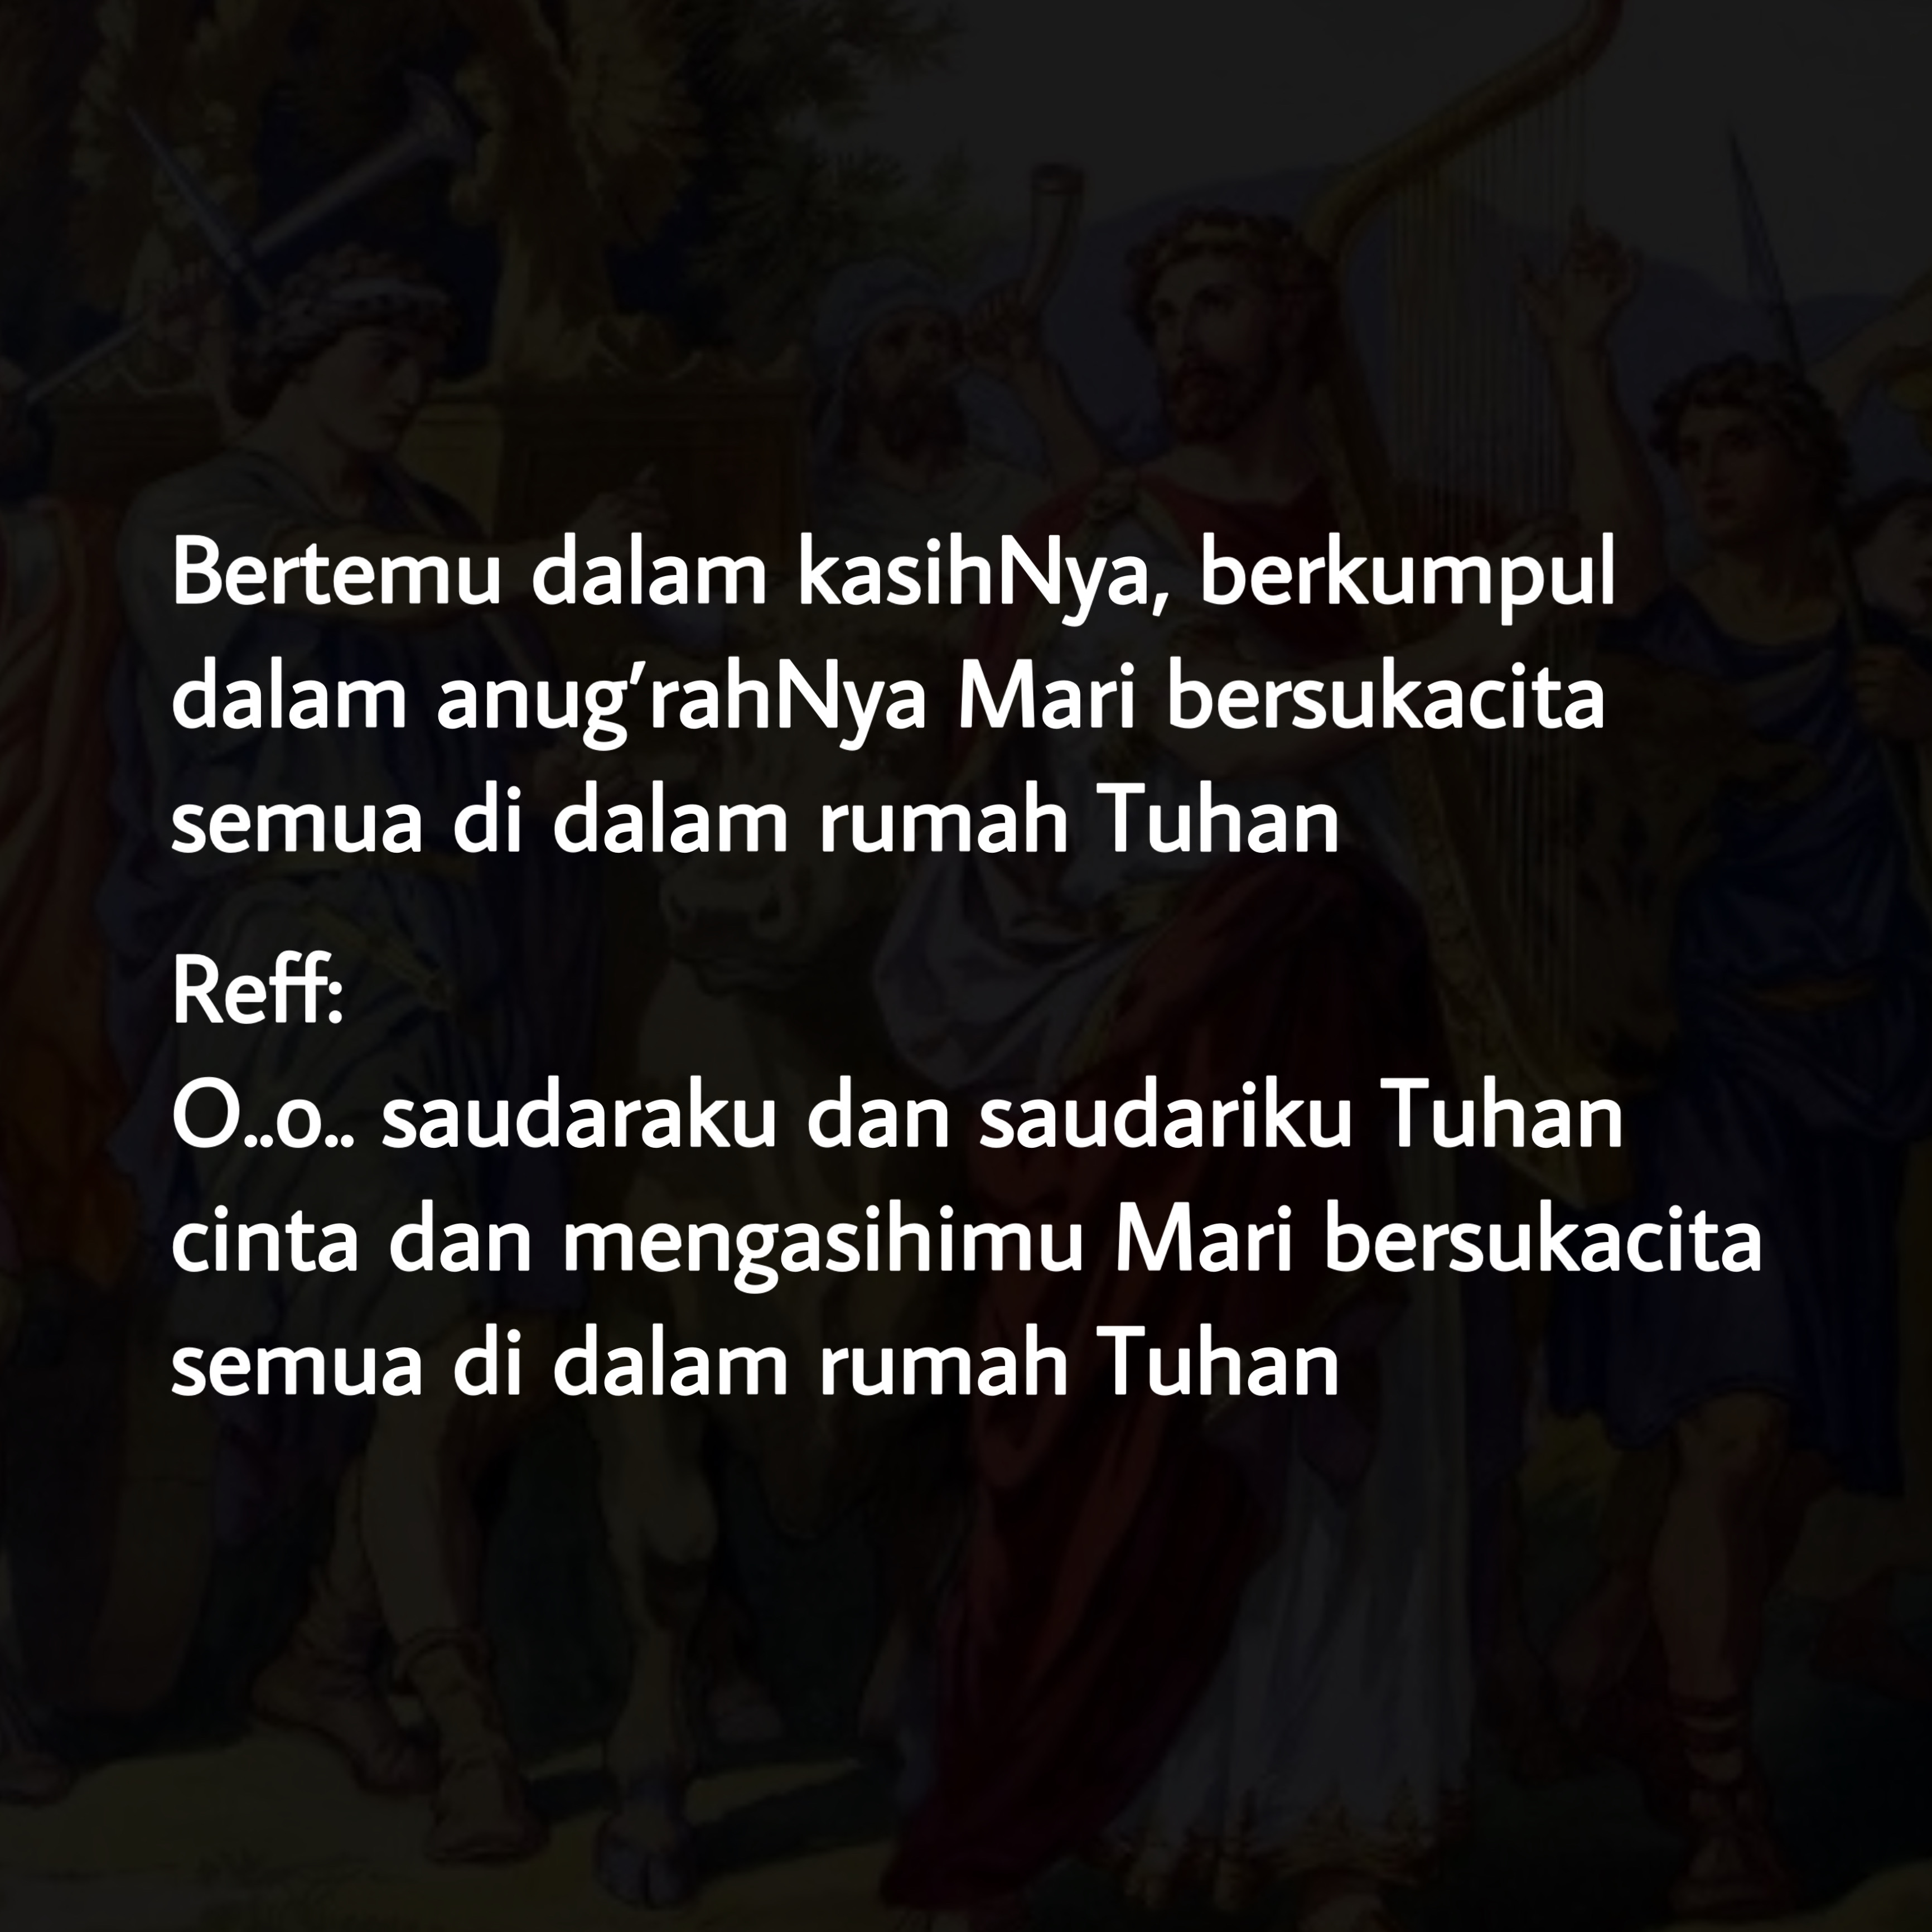 Bertemu dalam kasihNya, berkumpul
dalam anug'rahNya Mari bersukacita
semua di dalam rumah Tuhan
Reff:
O..o.. saudaraku dan saudariku Tuhan
cinta dan mengasihimu Mari bersukacita
semua di dalam rumah Tuhan